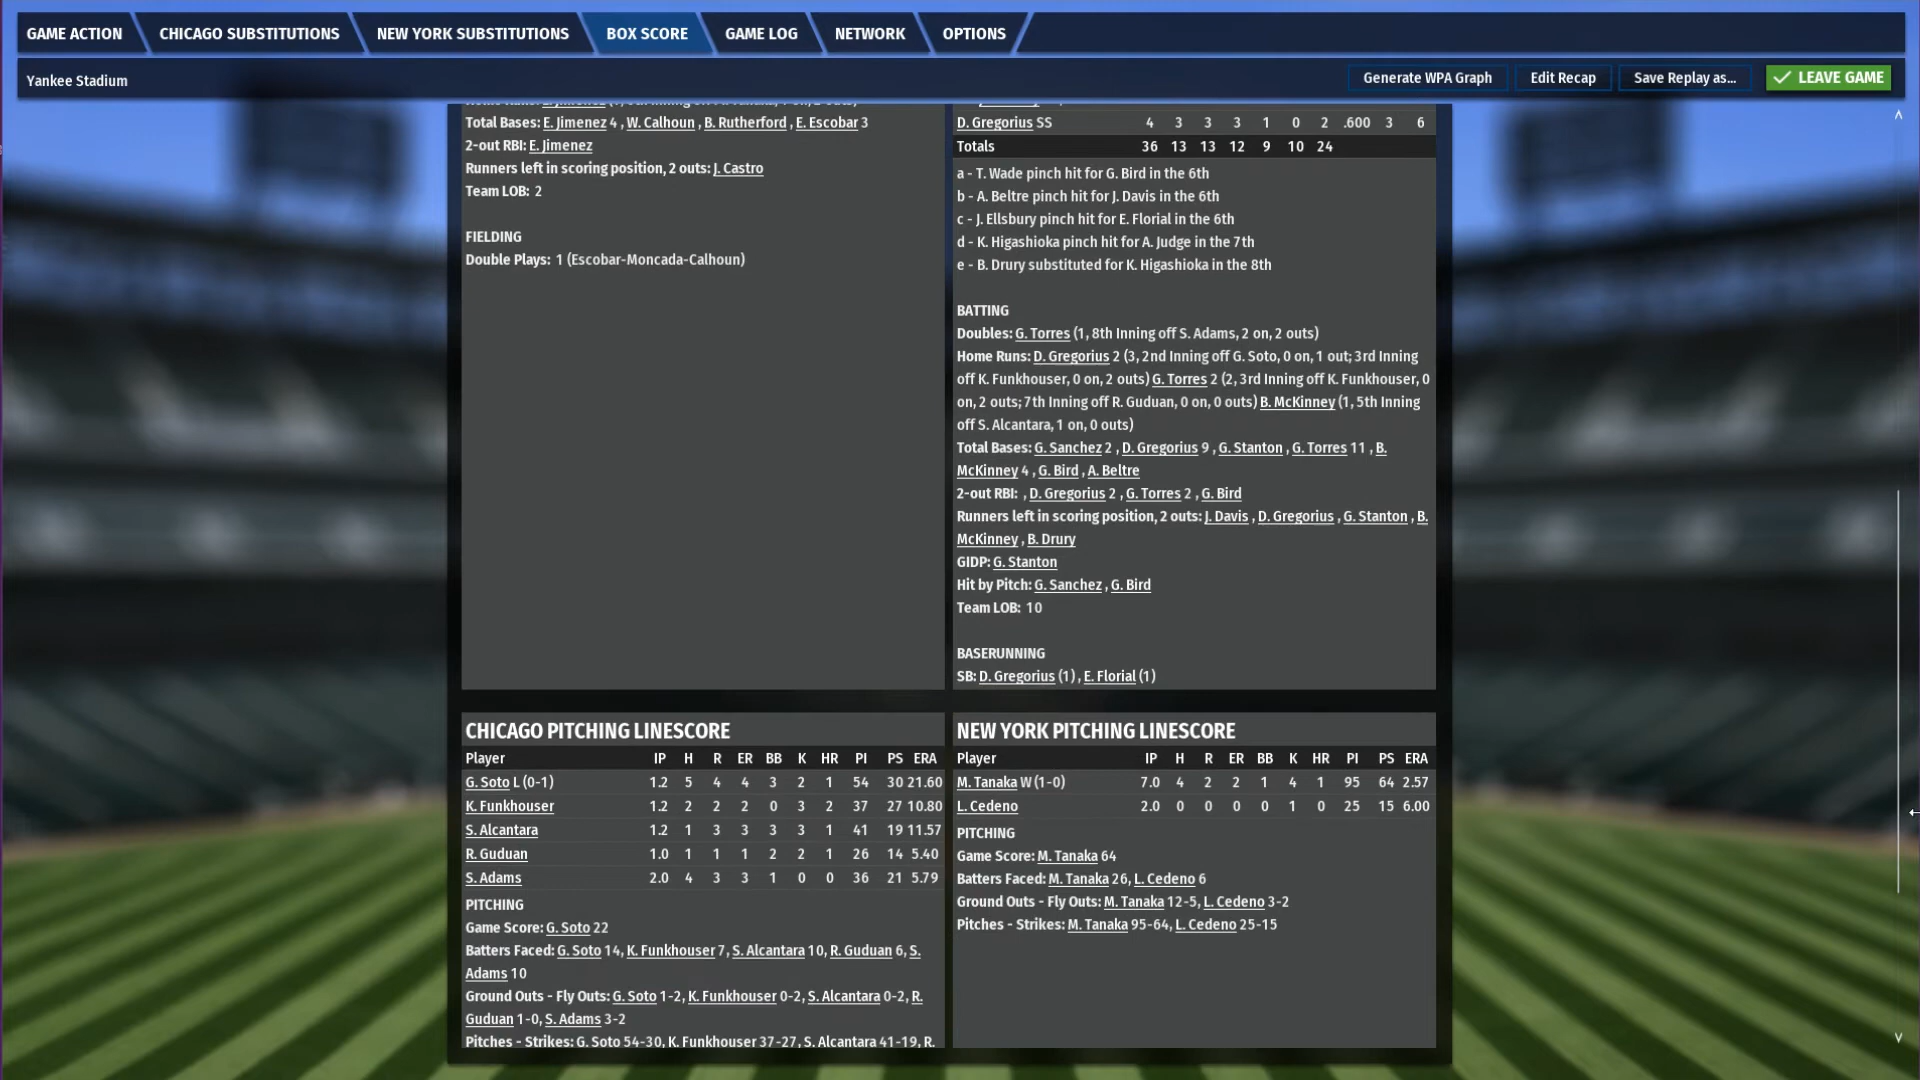 GAME ACTION CHICAGO SUBSTITUTIONS NEW YORK SUBSTITUTIONS BOX SCORE GAME LOG NETWORK OPTIONS
Yankee Stadium Generate WPA Graph Edit Recap Save Replay as... LEAVE GAME
Total Bases: E. Jimenez 4 , W. Calhoun , B. Rutherford , E. Escobar 3
2-out RBI: E. Jimenez
Runners left in scoring position, 2 outs: J. Castro
Team LOB: 2
FIELDING
Double Plays: 1 (Escobar-Moncada-Calhoun)
D. Gregorius SS 4 3 3 3 1 0 2 .600 3 6
Totals 36 13 13 12 9 10 24
a - T. Wade pinch hit for G. Bird in the 6th
b - A. Beltre pinch hit for J. Davis in the 6th
c - J. Ellsbury pinch hit for E. Florial in the 6th
d - K. Higashioka pinch hit for A. Judge in the 7th
e - B. Drury substituted for K. Higashioka in the 8th
BATTING
Doubles: G. Torres (1, 8th Inning off S. Adams, 2 on, 2 outs)
Home Runs: D. Gregorius 2 (3, 2nd Inning off G. Soto, 0 on, 1 out; 3rd Inning
off K. Funkhouser, 0 on, 2 outs) G. Torres 2 (2, 3rd Inning off K. Funkhouser, 0
on, 2 outs; 7th Inning off R. Guduan, 0 on, 0 outs) B. McKinney (1, 5th Inning
off S. Alcantara, 1 on, 0 outs)
Total Bases: G. Sanchez 2 , D. Gregorius 9 , G. Stanton , G. Torres 11 , B.
McKinney 4 , G. Bird , A. Beltre
2-out RBI: , D. Gregorius 2 , G. Torres 2 , G. Bird
Runners left in scoring position, 2 outs: J. Davis , D. Gregorius , G. Stanton , B.
McKinney , B. Drury
GIDP: G. Stanton
Hit by Pitch: G. Sanchez , G. Bird
Team LOB: 10
BASERUNNING
SB: D. Gregorius (1) , E. Florial (1)
CHICAGO PITCHING LINESCORE
Player IP H R ER BB K HR PI PS ERA
G. Soto L (0-1) 1.2 5 4 4 3 2 1 54 30 21.60
K. Funkhouser 1.2 2 2 2 0 3 2 37 27 10.80
S. Alcantara 1.2 1 3 3 3 3 1 41 19 11.57
R. Guduan 1.0 1 1 1 2 2 1 26 14 5.40
S. Adams 2.0 4 3 3 1 0 0 36 21 5.79
PITCHING
Game Score: G. Soto 22
Batters Faced: G. Soto 14, K. Funkhouser 7, S. Alcantara 10, R. Guduan 6, S.
Adams 10
Ground Outs - Fly Outs: G. Soto 1-2, K. Funkhouser 0-2, S. Alcantara 0-2, R.
Guduan 1-0, S. Adams 3-2
Pitches - Strikes: G. Soto 54-30, K. Funkhouser 37-27, S. Alcantara 41-19, R.
NEW YORK PITCHING LINESCORE
Player IP H R ER BB K HR PI PS ERA
M. Tanaka W (1-0) 7.0 4 2 2 1 4 1 95 64 2.57
L. Cedeno 2.0 0 0 0 0 1 0 25 15 6.00
PITCHING
Game Score: M. Tanaka 64
Batters Faced: M. Tanaka 26, L. Cedeno 6
Ground Outs - Fly Outs: M. Tanaka 12-5, L. Cedeno 3-2
Pitches - Strikes: M. Tanaka 95-64, L. Cedeno 25-15